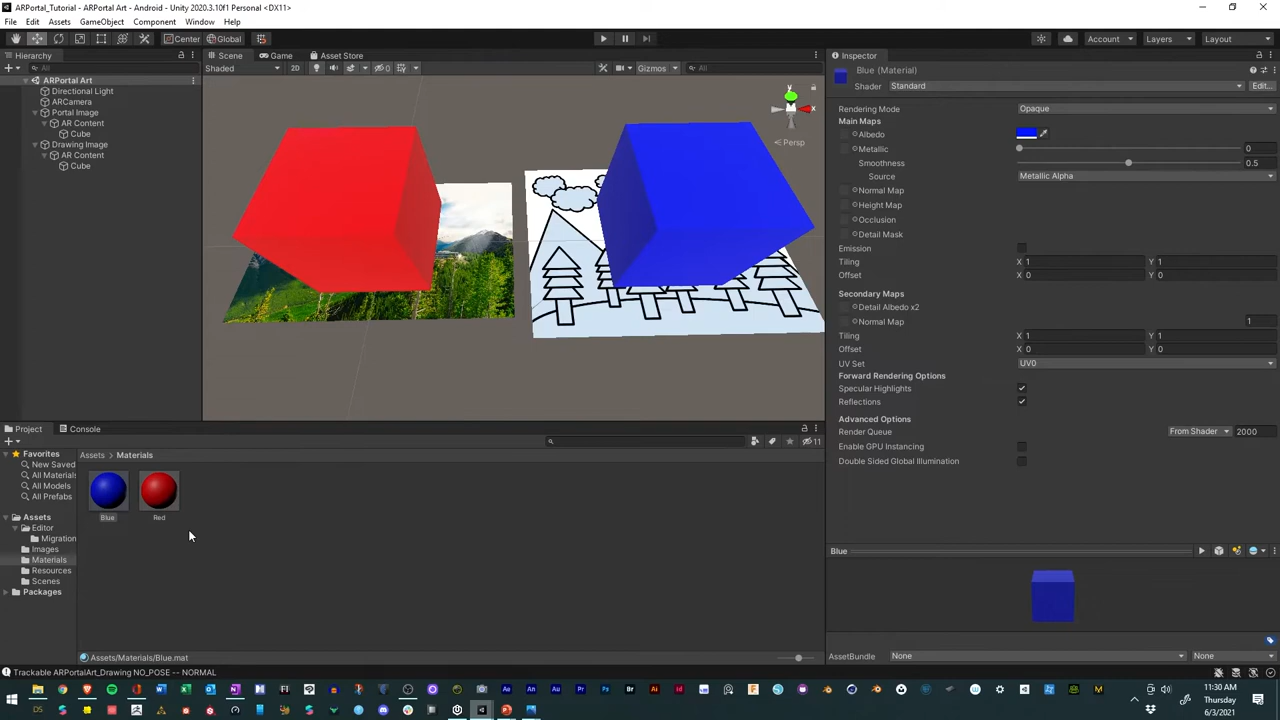 ARPortal_Tutorial - ARPortal Art - Android - Unity 2020.3.10f1 Personal <DX11>
File Edit Assets GameObject Component Window Help
Center Global Account Layers Layout
Hierarchy
All
ARPortal Art
Directional Light
ARCamera
Portal Image
AR Content
Cube
Drawing Image
AR Content
Cube
Scene Game Asset Store
Shaded 2D 0 Gizmos All
y
x
Persp
Inspector
Blue (Material)
Shader Standard Edit...
Rendering Mode Opaque
Main Maps
Albedo
Metallic 0
Smoothness 0.5
Source Metallic Alpha
Normal Map
Height Map
Occlusion
Detail Mask
Emission
Tiling X 1 Y 1
Offset X 0 Y 0
Secondary Maps
Detail Albedo x2
Normal Map 1
Tiling X 1 Y 1
Offset X 0 Y 0
UV Set UV0
Forward Rendering Options
Specular Highlights
Reflections
Advanced Options
Render Queue From Shader 2000
Enable GPU Instancing
Double Sided Global Illumination
Blue
AssetBundle None None
Project Console
11
Favorites
New Saved
All Materials
All Models
All Prefabs
Assets
Editor
Migration
Images
Materials
Resources
Scenes
Packages
Assets > Materials
Blue Red
Assets/Materials/Blue.mat
Trackable ARPortalArt_Drawing NO_POSE -- NORMAL
11:30 AM
Thursday
6/3/2021